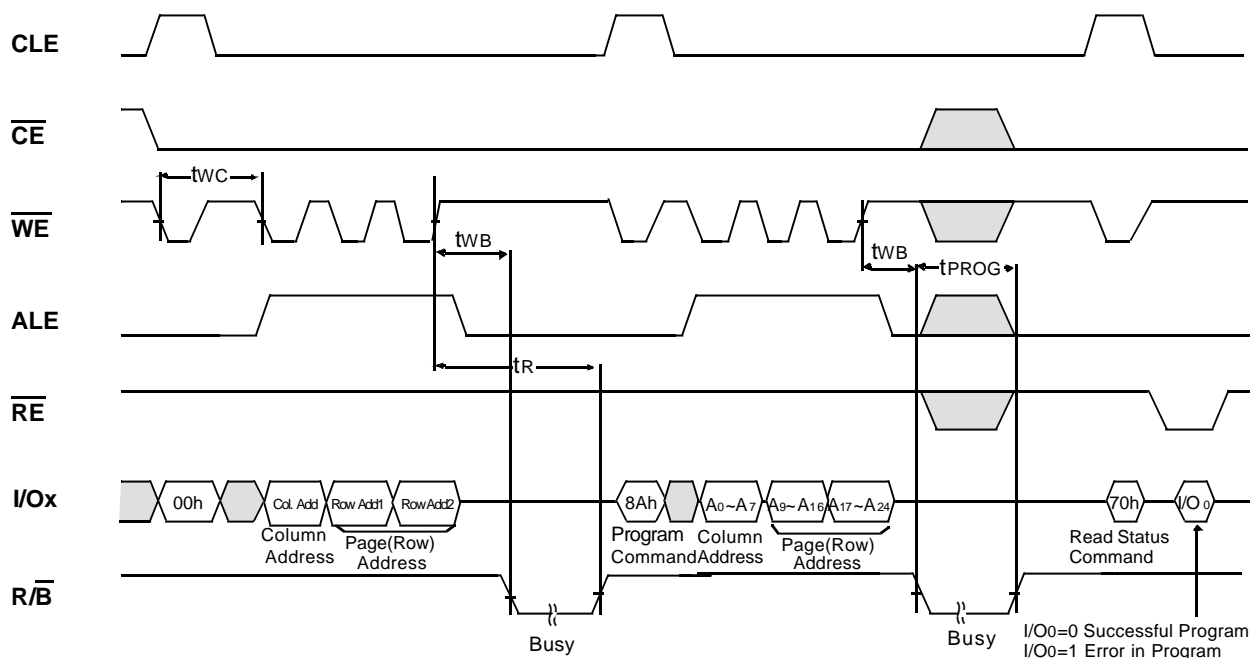 CLE
CE
tWC
WE
tWB
tWB
tPROG
ALE
tR
RE
I/Ox
00h
Col. Add
Row Add1
Row Add2
8Ah
A0~A7
A9~A16
A17~A24
70h
I/O0
Column
Address
Page(Row)
Address
Program
Command
Column
Address
Page(Row)
Address
Read Status
Command
R/B
Busy
Busy
I/O0=0 Successful Program
I/O0=1 Error in Program